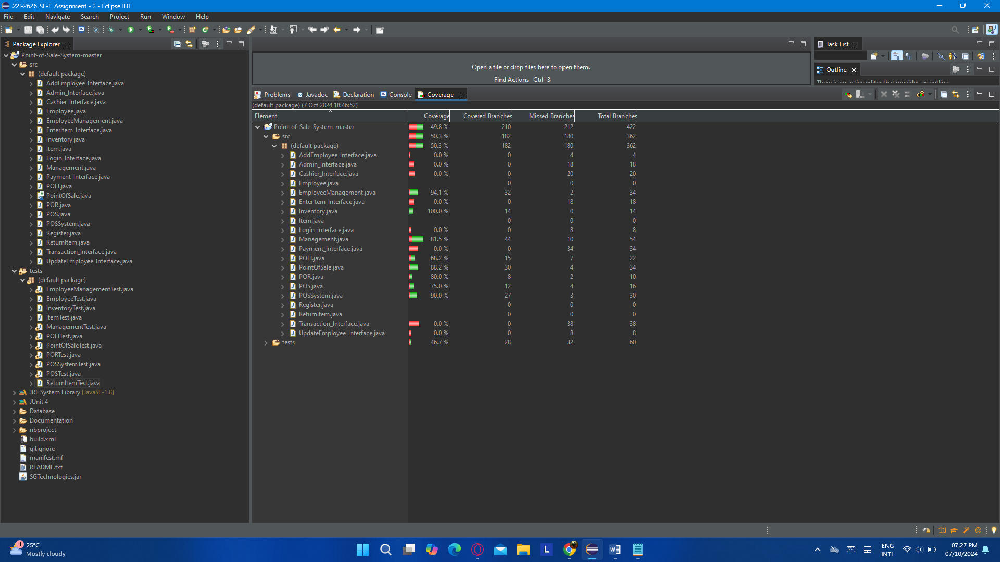 22I-2626_SE-E_Assignment - 2 - Eclipse IDE
File Edit Navigate Search Project Run Window Help
Package Explorer
Point-of-Sale-System-master
src
(default package)
AddEmployee_Interface.java
Admin_Interface.java
Cashier_Interface.java
Employee.java
EmployeeManagement.java
EnterItem_Interface.java
Inventory.java
Item.java
Login_Interface.java
Management.java
Payment_Interface.java
POH.java
PointOfSale.java
POR.java
POS.java
POSSystem.java
Register.java
ReturnItem.java
Transaction_Interface.java
UpdateEmployee_Interface.java
tests
(default package)
EmployeeManagementTest.java
EmployeeTest.java
InventoryTest.java
ItemTest.java
ManagementTest.java
POHTest.java
PointOfSaleTest.java
PORTest.java
POSSystemTest.java
POSTest.java
ReturnItemTest.java
JRE System Library [JavaSE-1.8]
JUnit 4
Database
Documentation
nbproject
build.xml
gitignore
manifest.mf
README.txt
SGTechnologies.jar
Open a file or drop files here to open them.
Find Actions Ctrl+3
Task List
Outline
There is no active editor that provides an outline.
Problems Javadoc Declaration Console Coverage
(default package) (7 Oct 2024 18:46:52)
Element Coverage Covered Branches Missed Branches Total Branches
Point-of-Sale-System-master 49.8 % 210 212 422
src 50.3 % 182 180 362
(default package) 50.3 % 182 180 362
AddEmployee_Interface.java 0.0 % 0 4 4
Admin_Interface.java 0.0 % 0 18 18
Cashier_Interface.java 0.0 % 0 20 20
Employee.java 0 0 0
EmployeeManagement.java 94.1 % 32 2 34
EnterItem_Interface.java 0.0 % 0 18 18
Inventory.java 100.0 % 14 0 14
Item.java 0 0 0
Login_Interface.java 0.0 % 0 8 8
Management.java 81.5 % 44 10 54
Payment_Interface.java 0.0 % 0 34 34
POH.java 68.2 % 15 7 22
PointOfSale.java 88.2 % 30 4 34
POR.java 80.0 % 8 2 10
POS.java 75.0 % 12 4 16
POSSystem.java 90.0 % 27 3 30
Register.java 0 0 0
ReturnItem.java 0 0 0
Transaction_Interface.java 0.0 % 0 38 38
UpdateEmployee_Interface.java 0.0 % 0 8 8
tests 46.7 % 28 32 60
1
25°C
Mostly cloudy
L
ENG
INTL
07:27 PM
07/10/2024